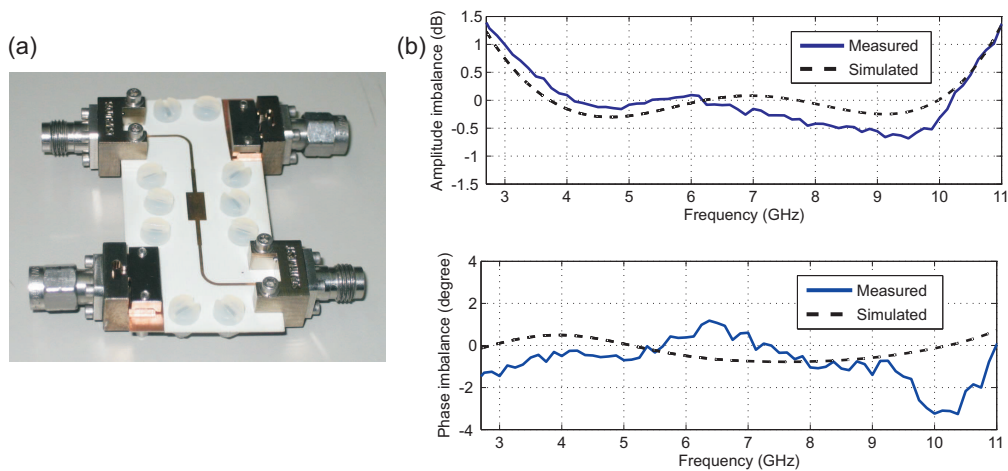 (a)
(b)
1.5
1
0.5
0
-0.5
-1
-1.5
Amplitude imbalance (dB)
Measured
Simulated
3 4 5 6 7 8 9 10 11
Frequency (GHz)
4
2
0
-2
-4
Phase imbalance (degree)
Measured
Simulated
3 4 5 6 7 8 9 10 11
Frequency (GHz)